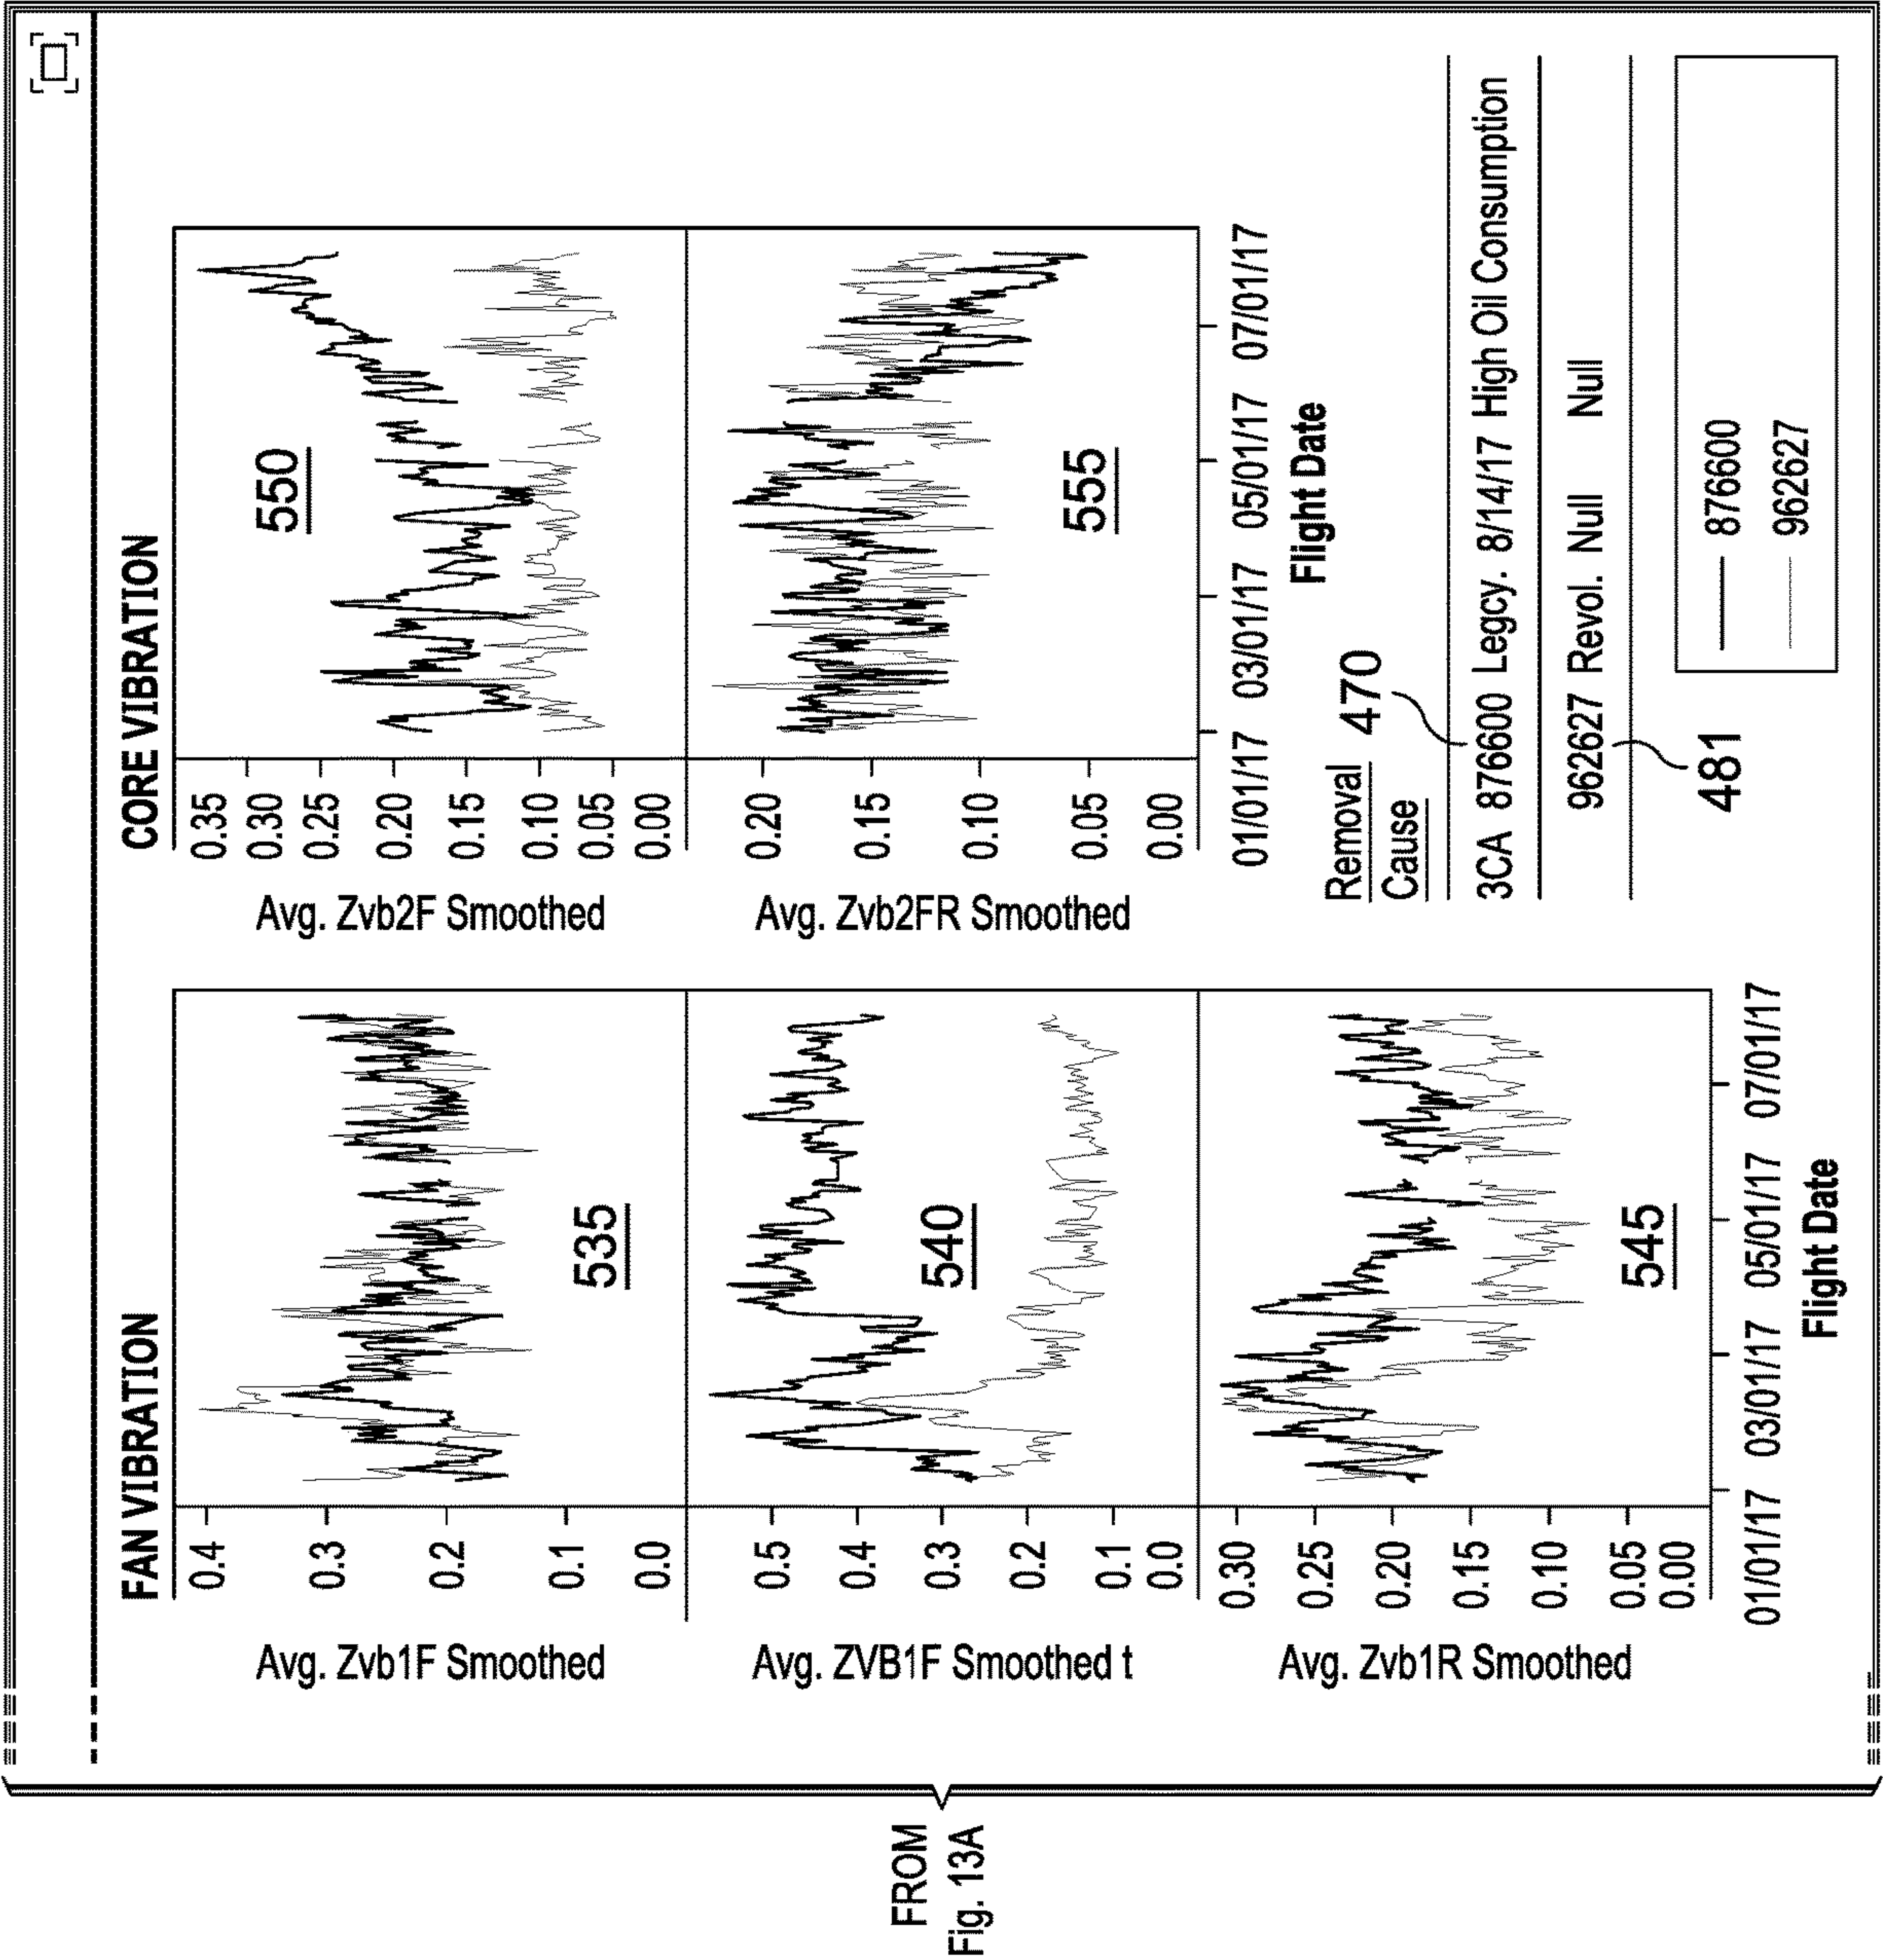 FROM
Fig. 13A
FAN VIBRATION
Avg. Zvb1F Smoothed
0.4
0.3
0.2
0.1
0.0
535
Avg. ZVB1F Smoothed t
0.5
0.4
0.3
0.2
0.1
0.0
540
Avg. Zvb1R Smoothed
0.30
0.25
0.20
0.15
0.10
0.05
0.00
545
01/01/17 03/01/17 05/01/17 07/01/17
Flight Date
CORE VIBRATION
Avg. Zvb2F Smoothed
0.35
0.30
0.25
0.20
0.15
0.10
0.05
0.00
550
Avg. Zvb2FR Smoothed
0.20
0.15
0.10
0.05
0.00
555
01/01/17 03/01/17 05/01/17 07/01/17
Flight Date
Removal 470
Cause
3CA 876600 Legcy. 8/14/17 High Oil Consumption
962627 Revol. Null Null
481
876600
962627